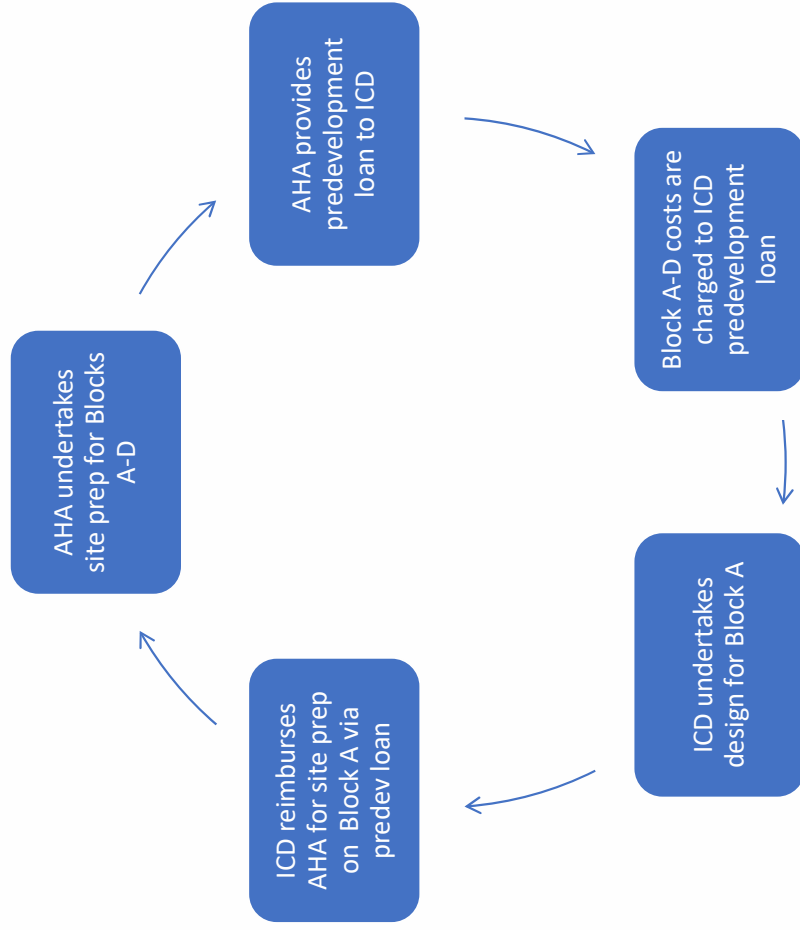 AHA undertakes
site prep for Blocks
A-D
AHA provides
predevelopment
loan to ICD
Block A-D costs are
charged to ICD
predevelopment
loan
ICD undertakes
design for Block A
ICD reimburses
AHA for site prep
on Block A via
predev loan